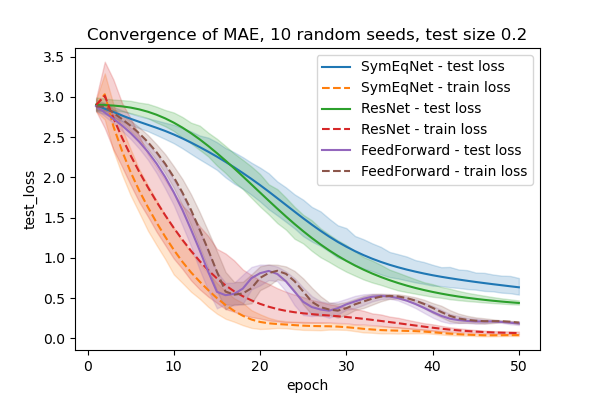 Convergence of MAE, 10 random seeds, test size 0.2
3.5
3.0
2.5
2.0
1.5
1.0
0.5
0.0
test_loss
SymEqNet - test loss
SymEqNet - train loss
ResNet - test loss
ResNet - train loss
FeedForward - test loss
FeedForward - train loss
0 10 20 30 40 50
epoch